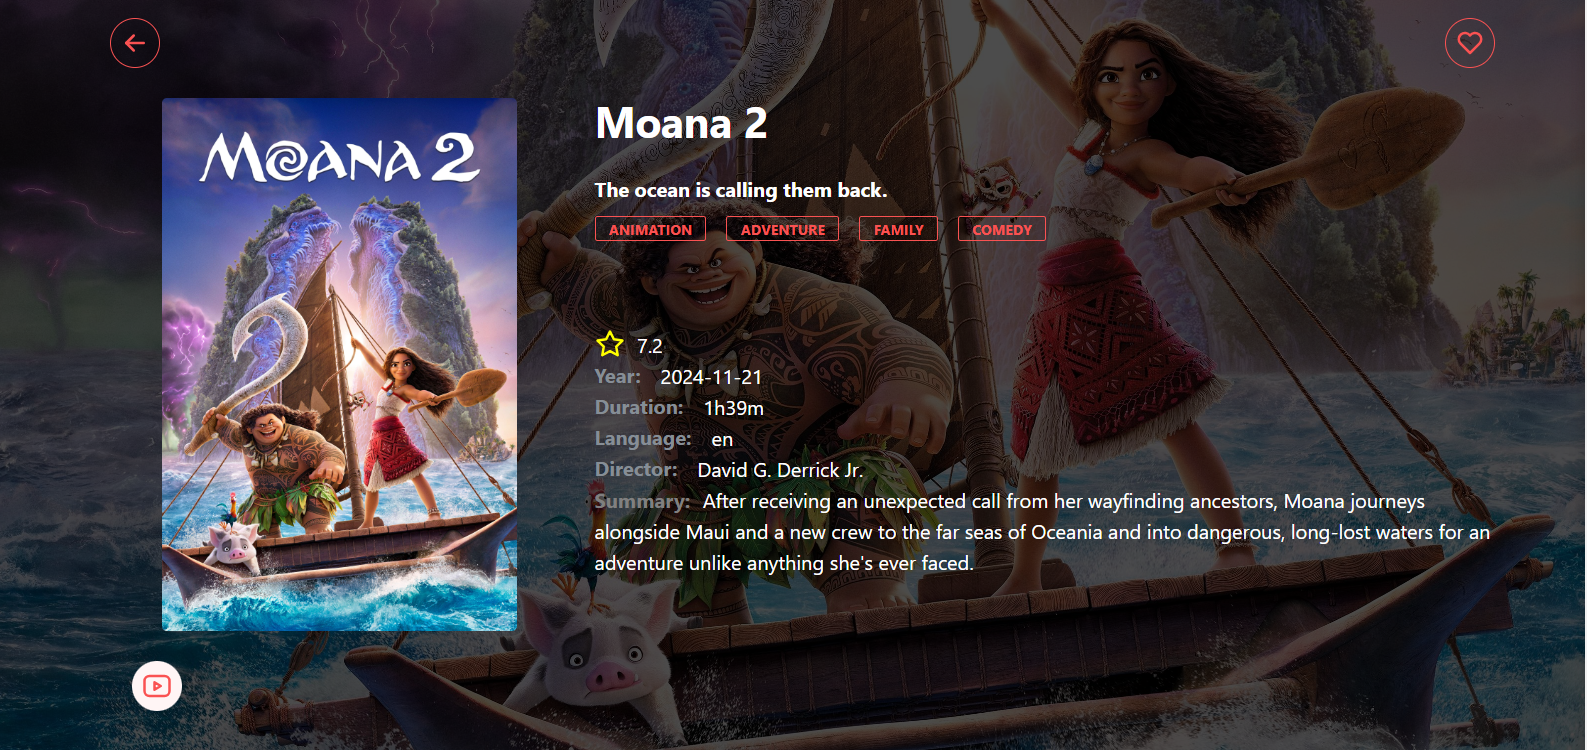 MOANA 2
Moana 2
The ocean is calling them back.
ANIMATION ADVENTURE FAMILY COMEDY
7.2
Year: 2024-11-21
Duration: 1h39m
Language: en
Director: David G. Derrick Jr.
Summary: After receiving an unexpected call from her wayfinding ancestors, Moana journeys
alongside Maui and a new crew to the far seas of Oceania and into dangerous, long-lost waters for an
adventure unlike anything she's ever faced.